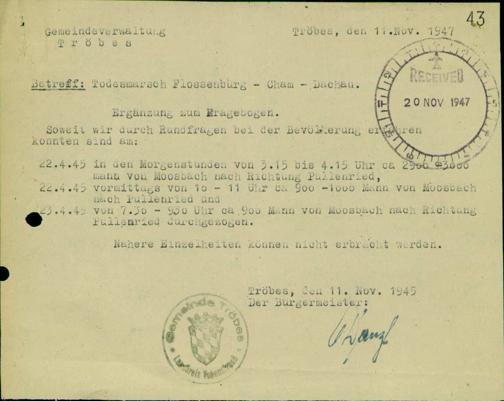 43
Gemeindeverwaltung Tröbes, den 11.Nov. 1947
Tröbes
RECEIVED
20 NOV 1947
Betreff: Todesmarsch Flossenbürg - Cham - Dachau.
Ergänzung zum Fragebogen.
Soweit wir durch Rundfragen bei der Bevölkerung erfahren
konnten sind am:
22.4.45 in den Morgenstunden von 3.15 bis 4.15 Uhr ca
mann von Moosbach nach Richtung Pullenried,
22.4.45 vormittags von 10 - 11 Uhr ca 900 -1000 Mann von Moosbach
nach Pullenried und
23.4.45 von 7.30 - 930 Uhr ca 900 Mann von Moosbach nach Richtung
Pullenried durchgezogen.
Nähere Einzelheiten können nicht erbracht werden.
Tröbes, den 11. Nov. 1945
Der Bürgermeister:
Gemeinde Tröbes
Landkreis Vohenstrauß